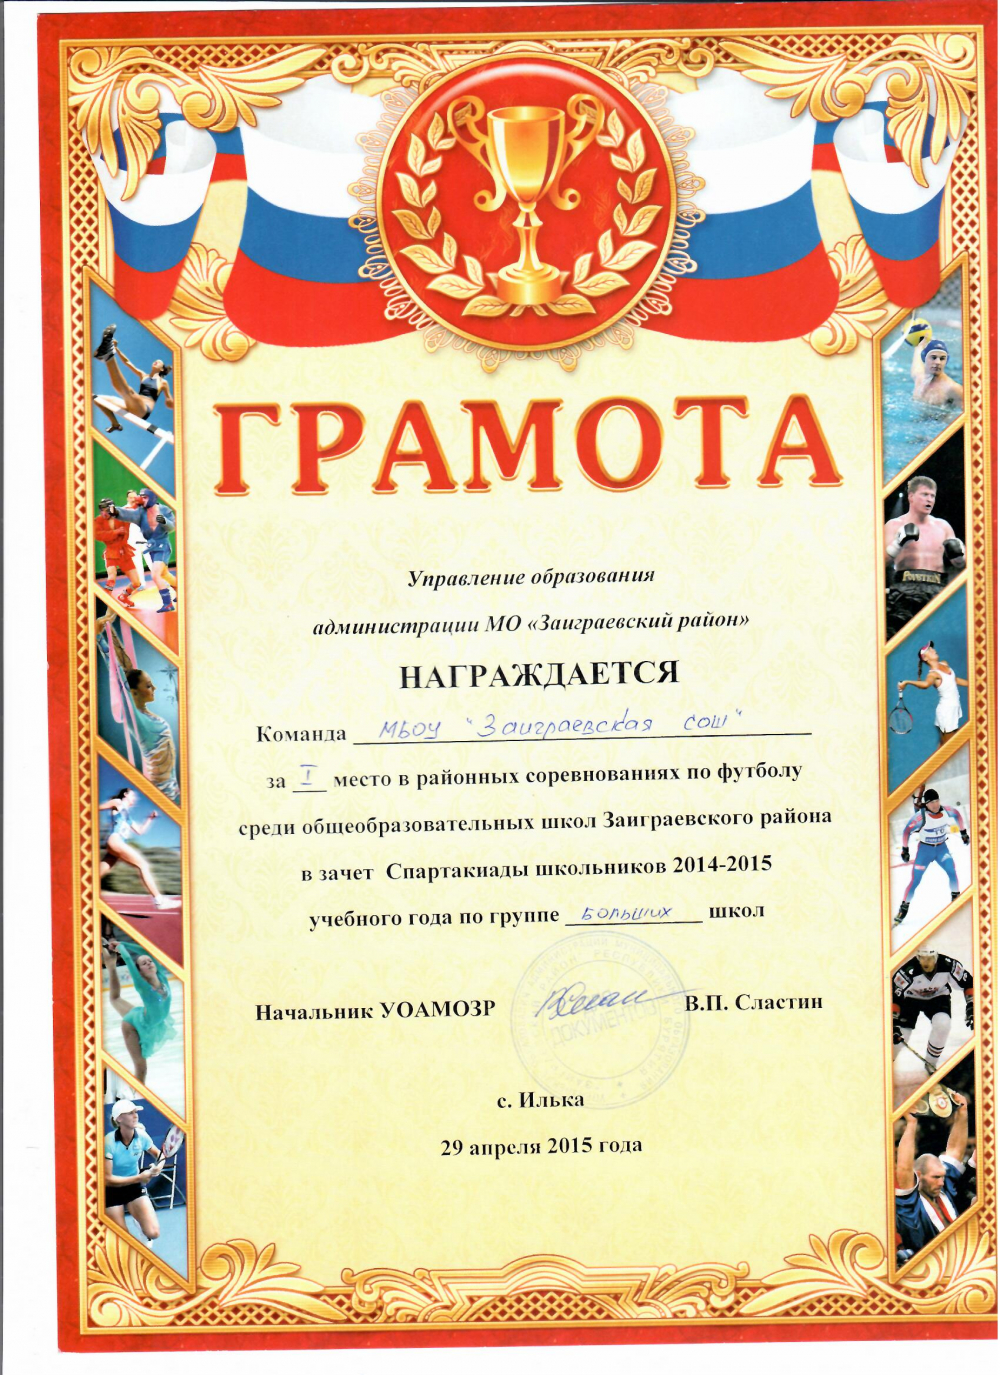 ГРАМОТА
Управление образования
администрации МО «Заиграевский район»
НАГРАЖДАЕТСЯ
Команда МБОУ "Заиграевская СОШ"
за I место в районных соревнованиях по футболу
среди общеобразовательных школ Заиграевского района
в зачет Спартакиады школьников 2014-2015
учебного года по группе больших школ
Начальник УОАМОЗР В.П. Сластин
ДОКУМЕНТОВ
с. Илька
29 апреля 2015 года